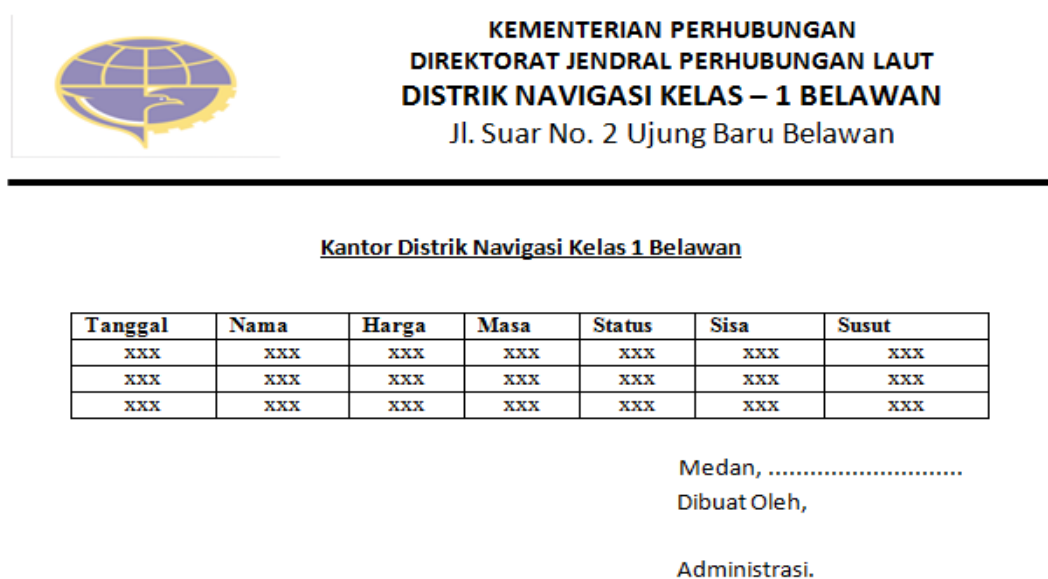 KEMENTERIAN PERHUBUNGAN
DIREKTORAT JENDRAL PERHUBUNGAN LAUT
DISTRIK NAVIGASI KELAS – 1 BELAWAN
Jl. Suar No. 2 Ujung Baru Belawan
Kantor Distrik Navigasi Kelas 1 Belawan
Tanggal Nama Harga Masa Status Sisa Susut
xxx xxx xxx xxx xxx xxx xxx
xxx xxx xxx xxx xxx xxx xxx
xxx xxx xxx xxx xxx xxx xxx
Medan, ............................
Dibuat Oleh,
Administrasi.